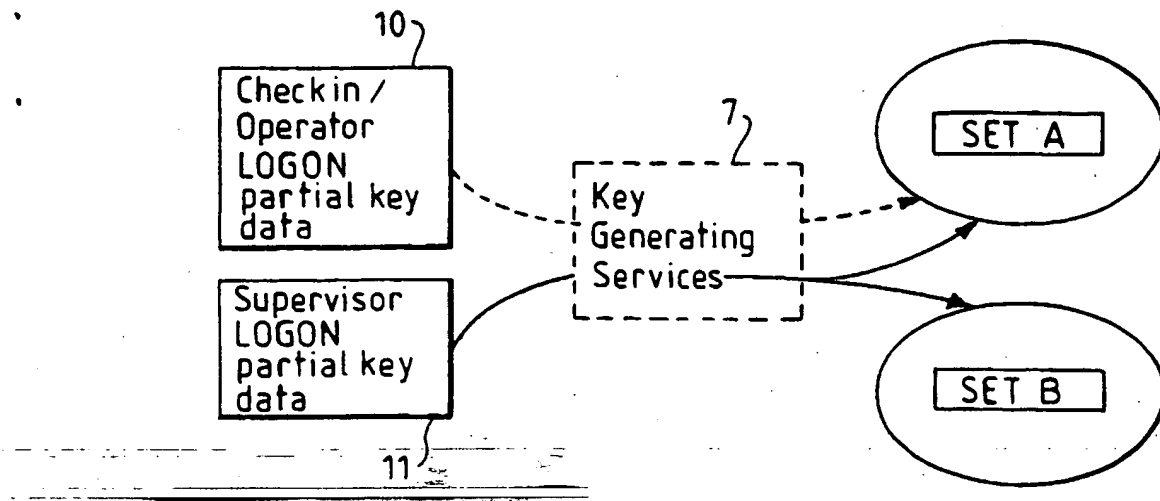 10
Checkin /
Operator
LOGON
partial key
data
7
Key
Generating
Services
SET A
Supervisor
LOGON
partial key
data
11
SET B